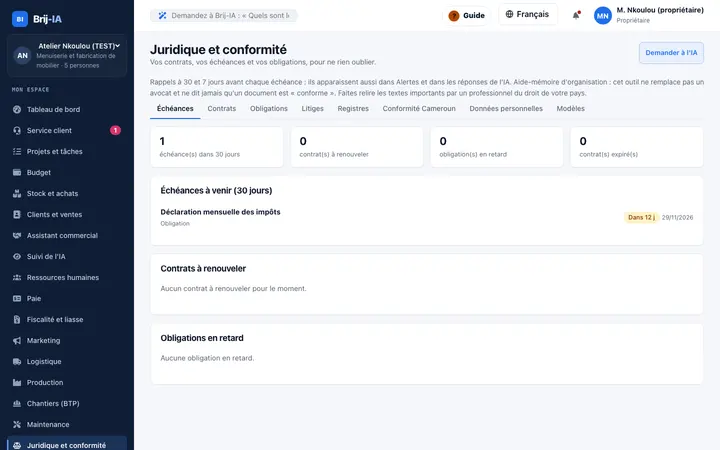 BI Brij-IA
AN Atelier Nkoulou (TEST)
Menuiserie et fabrication de
mobilier · 5 personnes
MON ESPACE
Tableau de bord
Service client 1
Projets et tâches
Budget
Stock et achats
Clients et ventes
Assistant commercial
Suivi de l'IA
Ressources humaines
Paie
Fiscalité et liasse
Marketing
Logistique
Production
Chantiers (BTP)
Maintenance
Juridique et conformité
Demandez à Brij-IA : « Quels sont l
? Guide
Français
MN M. Nkoulou (propriétaire)
Propriétaire
Juridique et conformité
Vos contrats, vos échéances et vos obligations, pour ne rien oublier.
Demander à l'IA
Rappels à 30 et 7 jours avant chaque échéance : ils apparaissent aussi dans Alertes et dans les réponses de l'IA. Aide-mémoire d'organisation : cet outil ne remplace pas un
avocat et ne dit jamais qu'un document est « conforme ». Faites relire les textes importants par un professionnel du droit de votre pays.
Échéances Contrats Obligations Litiges Registres Conformité Cameroun Données personnelles Modèles
1
échéance(s) dans 30 jours
0
contrat(s) à renouveler
0
obligation(s) en retard
0
contrat(s) expiré(s)
Échéances à venir (30 jours)
Déclaration mensuelle des impôts
Obligation
Dans 12 j 29/11/2026
Contrats à renouveler
Aucun contrat à renouveler pour le moment.
Obligations en retard
Aucune obligation en retard.